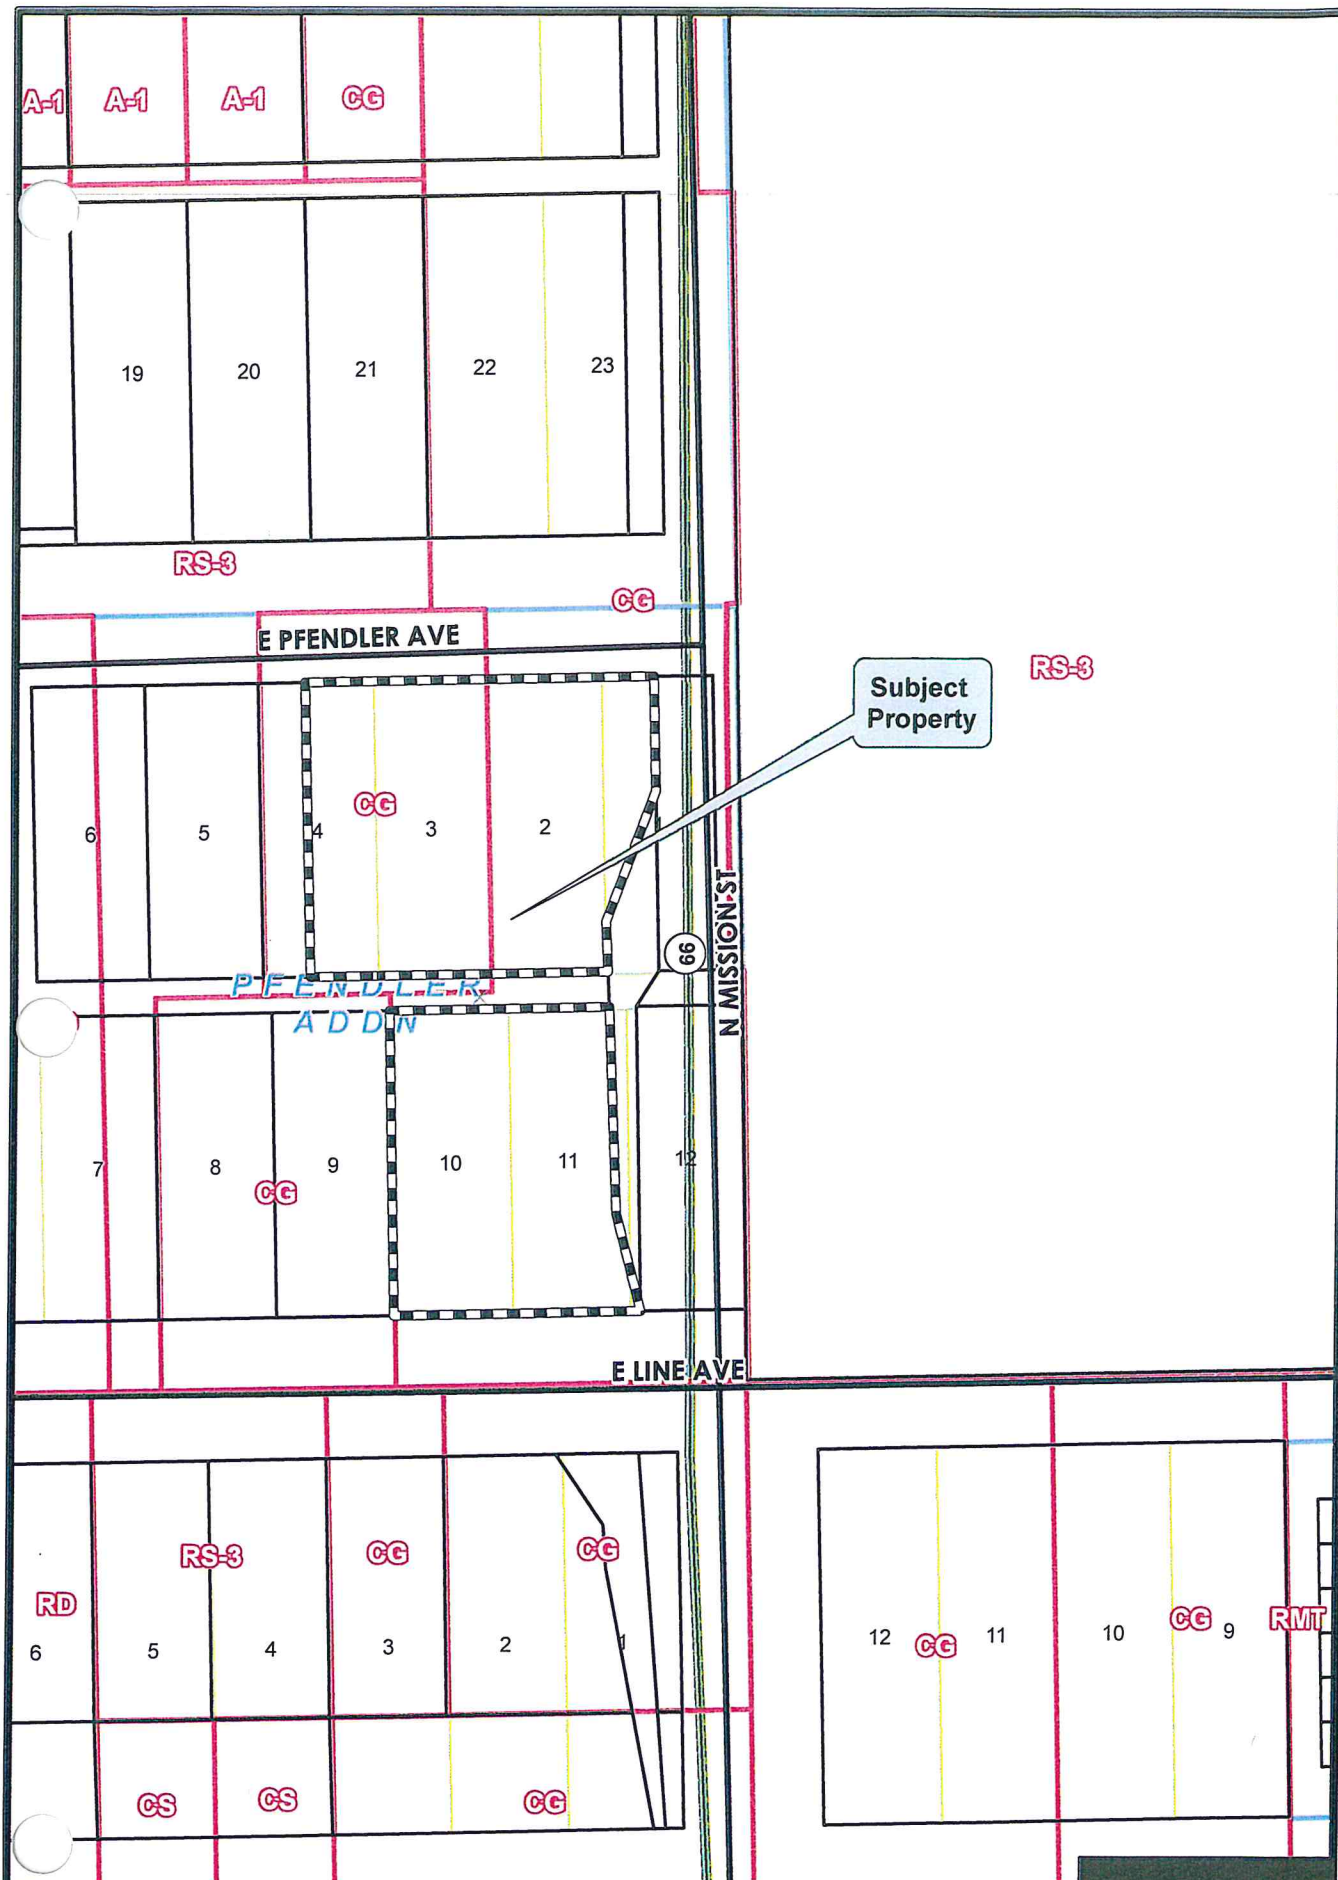 A-1 A-1 A-1 CG
19 20 21 22 23
RS-3
CG
E PFENDLER AVE
Subject
Property
RS-3
CG
6 5 4 3 2
66
N MISSION ST
PFENDLER
ADDN
7 8 9 10 11 12
CG
E LINE AVE
RS-3 CG CG
RD
6 5 4 3 2 1
12 CG 11 10 CG 9 RMT
CS CS CG